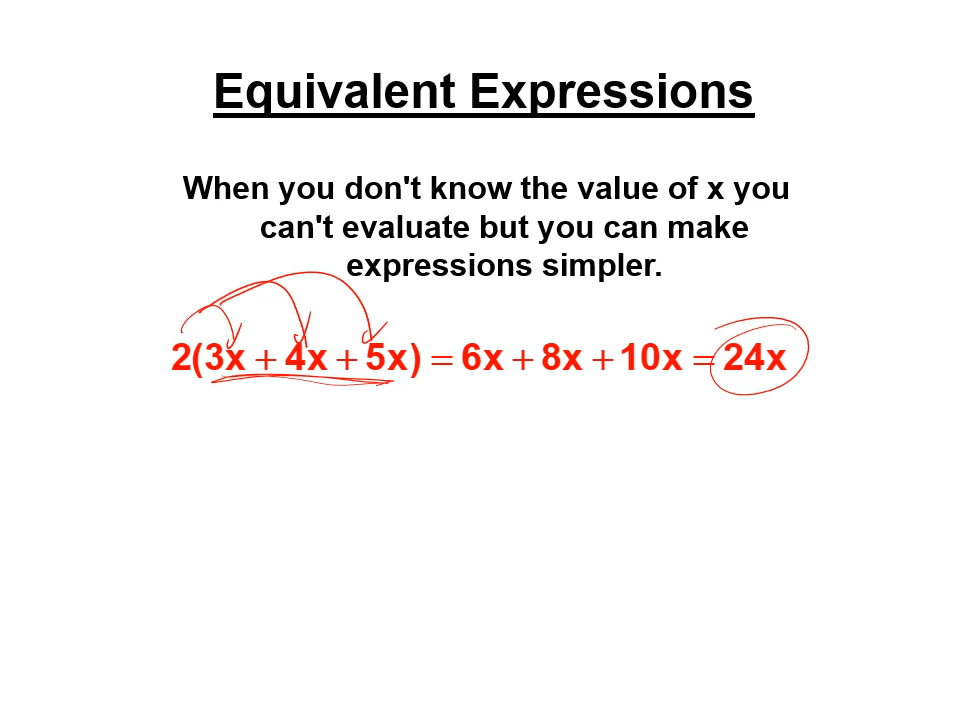 Equivalent Expressions
When you don't know the value of x you
can't evaluate but you can make
expressions simpler.
2(3x + 4x + 5x) = 6x + 8x + 10x = 24x